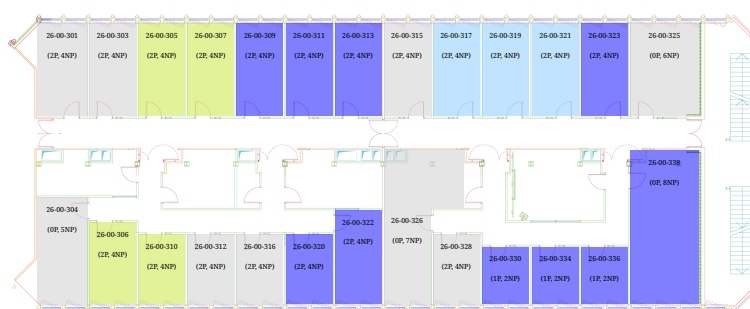 26-00-301
(2P, 4NP)
26-00-303
(2P, 4NP)
26-00-305
(2P, 4NP)
26-00-307
(2P, 4NP)
26-00-309
(2P, 4NP)
26-00-311
(2P, 4NP)
26-00-313
(2P, 4NP)
26-00-315
(2P, 4NP)
26-00-317
(2P, 4NP)
26-00-319
(2P, 4NP)
26-00-321
(2P, 4NP)
26-00-323
(2P, 4NP)
26-00-325
(0P, 6NP)
26-00-304
(0P, 5NP)
26-00-306
(2P, 4NP)
26-00-310
(2P, 4NP)
26-00-312
(2P, 4NP)
26-00-316
(2P, 4NP)
26-00-320
(2P, 4NP)
26-00-322
(2P, 4NP)
26-00-326
(0P, 7NP)
26-00-328
(2P, 4NP)
26-00-330
(1P, 2NP)
26-00-334
(1P, 2NP)
26-00-336
(1P, 2NP)
26-00-338
(0P, 8NP)